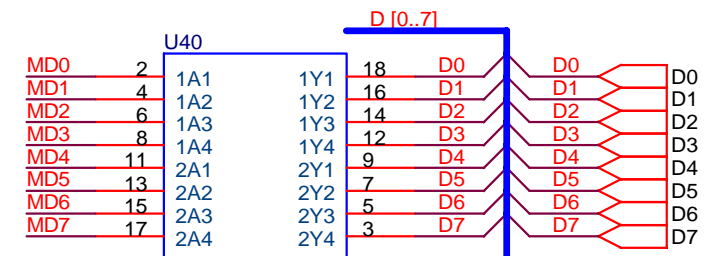 D [0..7]
U40
MD0 2 1A1 1Y1 18 D0 D0 D0
MD1 4 1A2 1Y2 16 D1 D1 D1
MD2 6 1A3 1Y3 14 D2 D2 D2
MD3 8 1A4 1Y4 12 D3 D3 D3
MD4 11 2A1 2Y1 9 D4 D4 D4
MD5 13 2A2 2Y2 7 D5 D5 D5
MD6 15 2A3 2Y3 5 D6 D6 D6
MD7 17 2A4 2Y4 3 D7 D7 D7